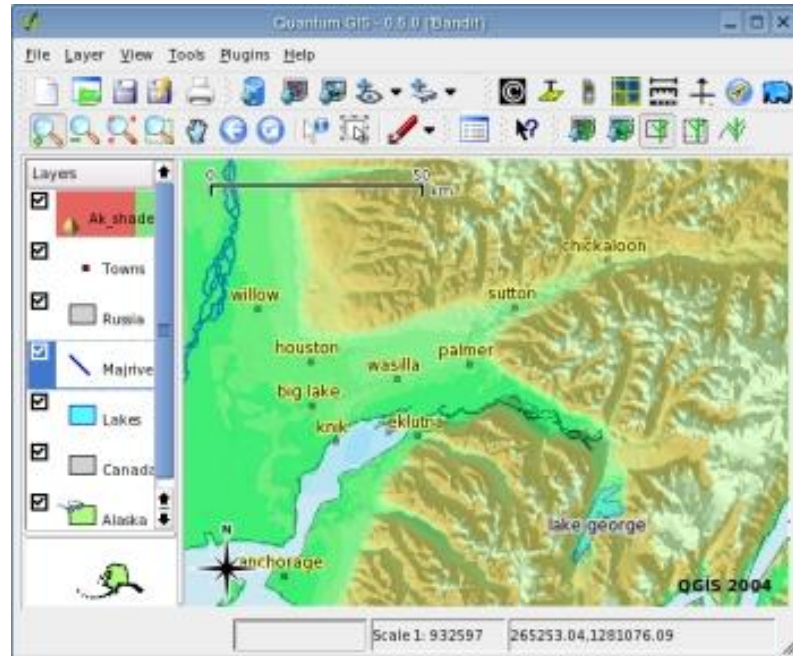 Quantum GIS - 0.5.0 (Bandit)
File Layer View Tools Plugins Help
Layers
Ak_shade
Towns
Russia
Majrive
Lakes
Canada
Alaska
0 50
km
chickaloon
willow
sutton
houston
palmer
wasilla
big lake
knik
eklutna
lake george
N
anchorage
QGIS 2004
Scale 1: 932597
265253.04,1281076.09